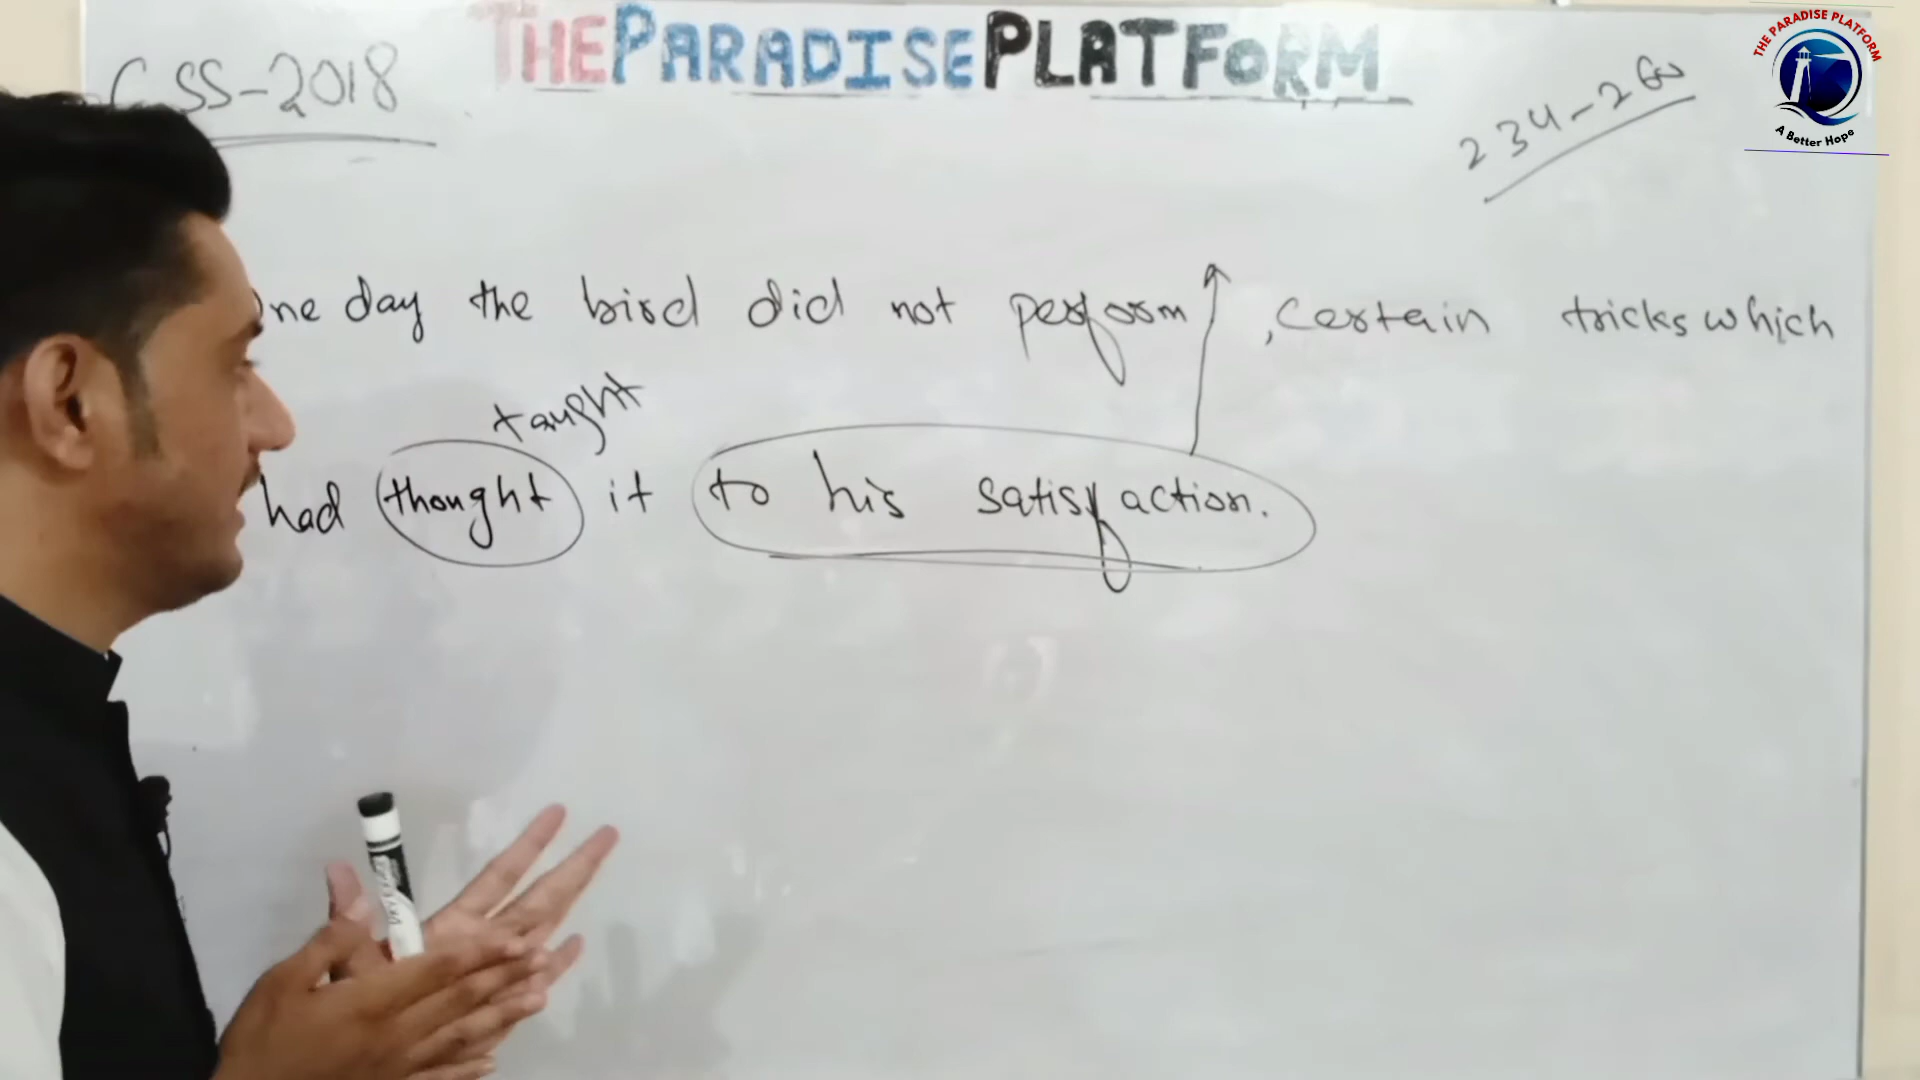 CSS-2018
THEPARADISEPLATFORM
234-260
THE PARADISE PLATFORM
A Better Hope
One day the bird did not perform , certain tricks which
taught
had thought it to his satisfaction.